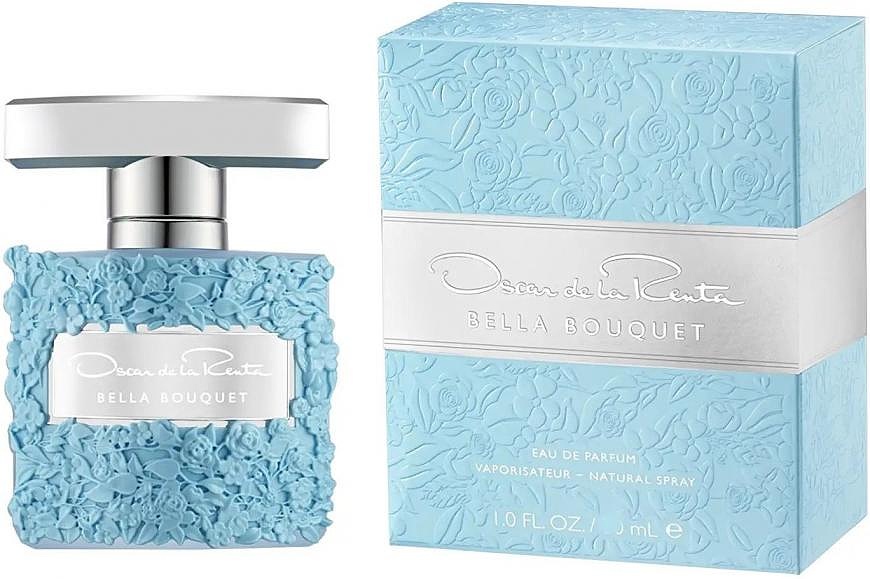 Oscar de la Renta
BELLA BOUQUET
Oscar de la Renta
BELLA BOUQUET
EAU DE PARFUM
VAPORISATEUR – NATURAL SPRAY
1.0 FL. OZ. / mL ℮